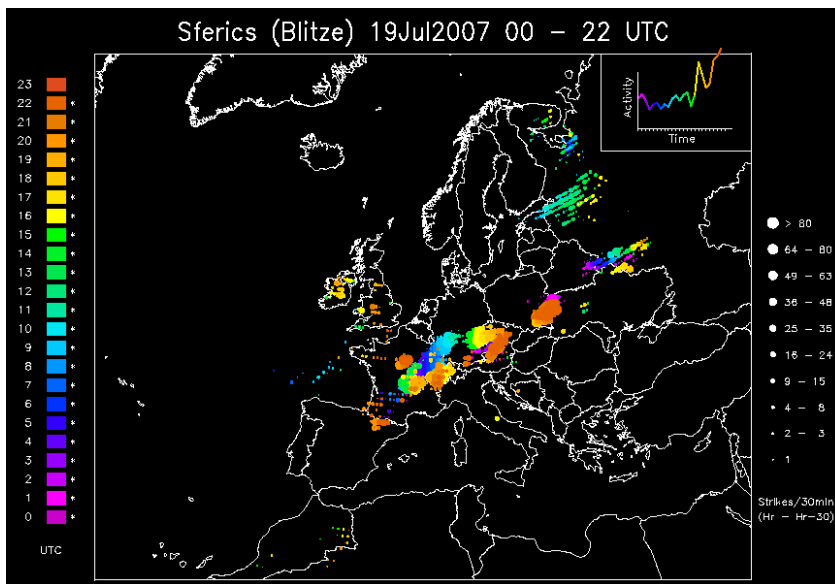 Sferics (Blitze) 19Jul2007 00 - 22 UTC
Activity
Time
23
22 *
21 *
20 *
19 *
18 *
17 *
16 *
15 *
14 *
13 *
12 *
11 *
10 *
9 *
8 *
7 *
6 *
5 *
4 *
3 *
2 *
1 *
0 *
UTC
> 80
64 - 80
49 - 63
36 - 48
25 - 35
16 - 24
9 - 15
4 - 8
2 - 3
1
Strikes/30min
(Hr - Hr-30)